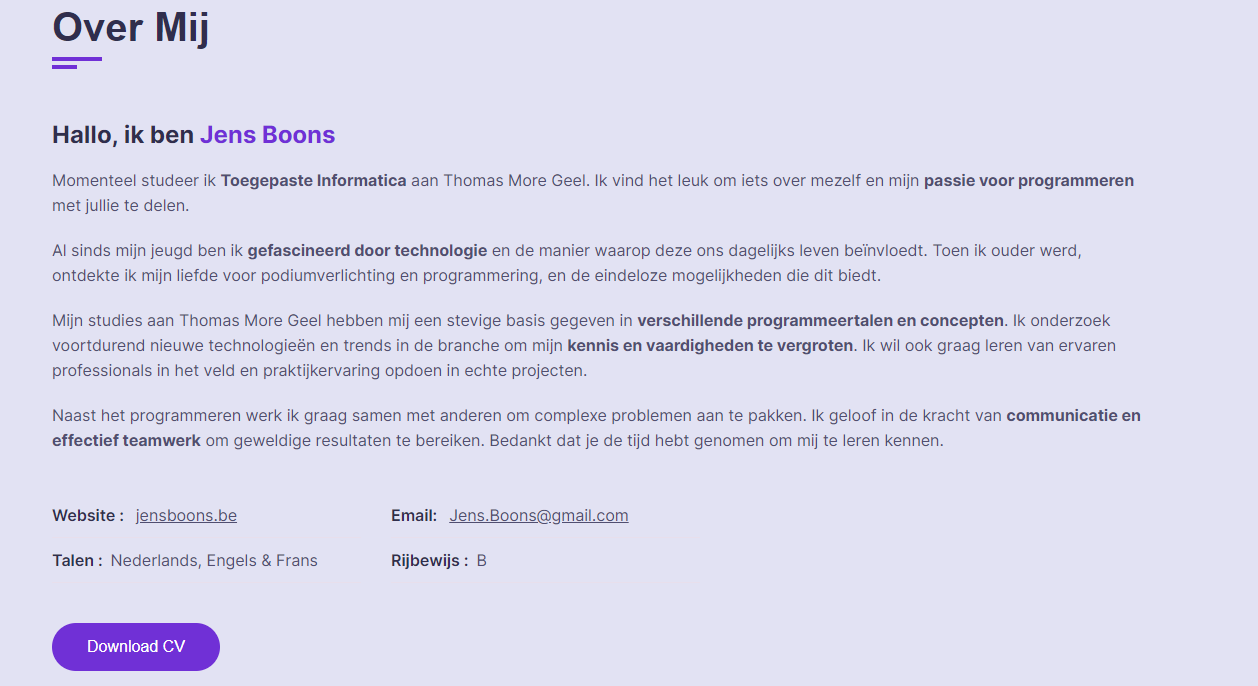 Over Mij
Hallo, ik ben Jens Boons
Momenteel studeer ik Toegepaste Informatica aan Thomas More Geel. Ik vind het leuk om iets over mezelf en mijn passie voor programmeren
met jullie te delen.
Al sinds mijn jeugd ben ik gefascineerd door technologie en de manier waarop deze ons dagelijks leven beïnvloedt. Toen ik ouder werd,
ontdekte ik mijn liefde voor podiumverlichting en programmering, en de eindeloze mogelijkheden die dit biedt.
Mijn studies aan Thomas More Geel hebben mij een stevige basis gegeven in verschillende programmeertalen en concepten. Ik onderzoek
voortdurend nieuwe technologieën en trends in de branche om mijn kennis en vaardigheden te vergroten. Ik wil ook graag leren van ervaren
professionals in het veld en praktijkervaring opdoen in echte projecten.
Naast het programmeren werk ik graag samen met anderen om complexe problemen aan te pakken. Ik geloof in de kracht van communicatie en
effectief teamwerk om geweldige resultaten te bereiken. Bedankt dat je de tijd hebt genomen om mij te leren kennen.
Website : jensboons.be Email: Jens.Boons@gmail.com
Talen : Nederlands, Engels & Frans Rijbewijs : B
Download CV